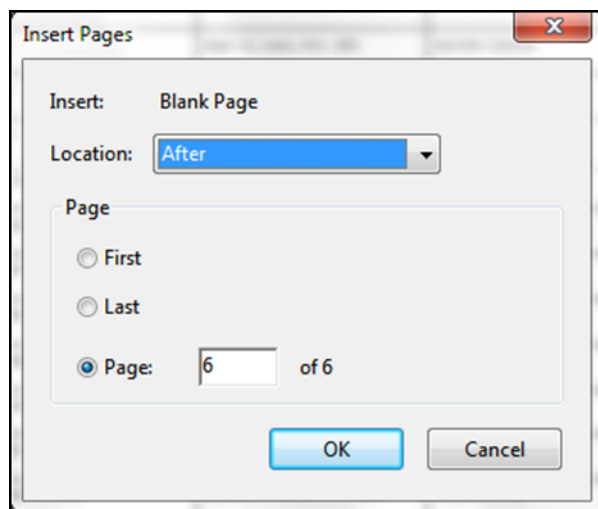 Insert Pages
Insert: Blank Page
Location: After
Page
First
Last
Page: 6 of 6
OK Cancel